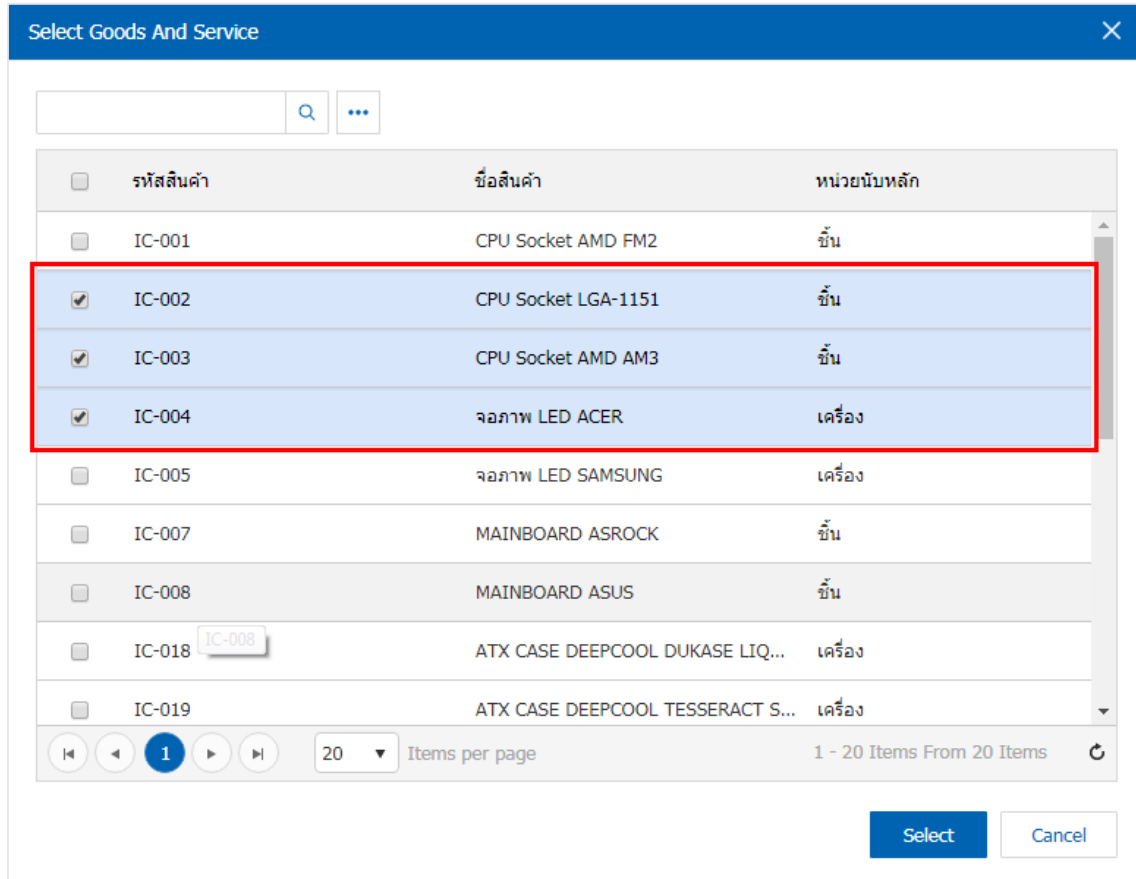 Select Goods And Service
รหัสสินค้า ชื่อสินค้า หน่วยนับหลัก
IC-001 CPU Socket AMD FM2 ชิ้น
IC-002 CPU Socket LGA-1151 ชิ้น
IC-003 CPU Socket AMD AM3 ชิ้น
IC-004 จอภาพ LED ACER เครื่อง
IC-005 จอภาพ LED SAMSUNG เครื่อง
IC-007 MAINBOARD ASROCK ชิ้น
IC-008 MAINBOARD ASUS ชิ้น
IC-008
IC-018 ATX CASE DEEPCOOL DUKASE LIQ... เครื่อง
IC-019 ATX CASE DEEPCOOL TESSERACT S... เครื่อง
1 20 Items per page 1 - 20 Items From 20 Items
Select Cancel